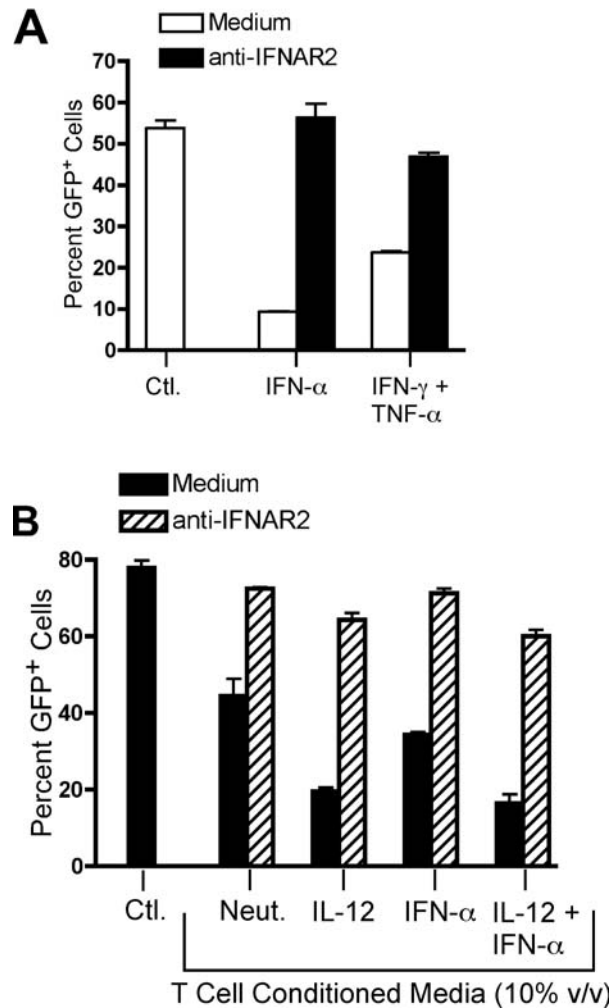 A
Medium
anti-IFNAR2
Percent GFP+ Cells
70
60
50
40
30
20
10
0
Ctl.
IFN-α
IFN-γ +
TNF-α
Medium
anti-IFNAR2
B
Percent GFP+ Cells
80
60
40
20
0
Ctl.
Neut.
IL-12
IFN-α
IL-12 +
IFN-α
T Cell Conditioned Media (10% v/v)